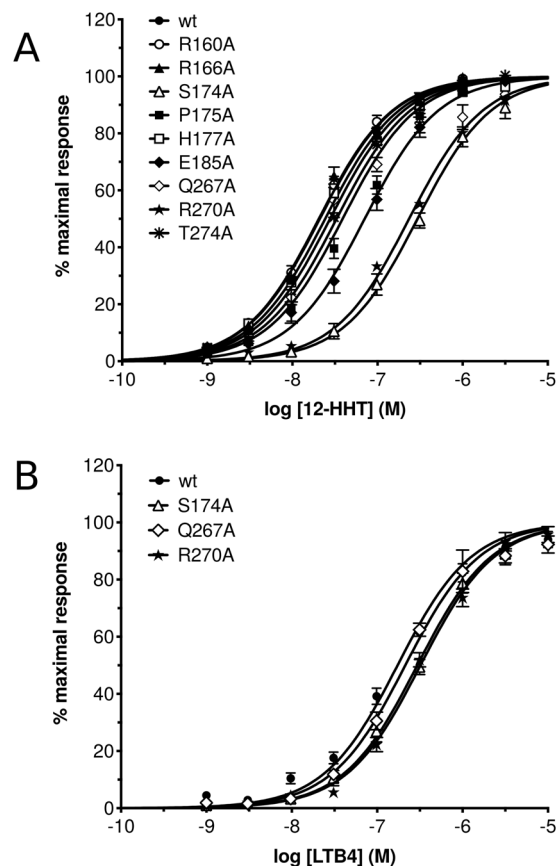 A
120
100
80
60
40
20
0
% maximal response
wt
R160A
R166A
S174A
P175A
H177A
E185A
Q267A
R270A
T274A
-10 -9 -8 -7 -6 -5
log [12-HHT] (M)
B
120
100
80
60
40
20
0
% maximal response
wt
S174A
Q267A
R270A
-10 -9 -8 -7 -6 -5
log [LTB4] (M)